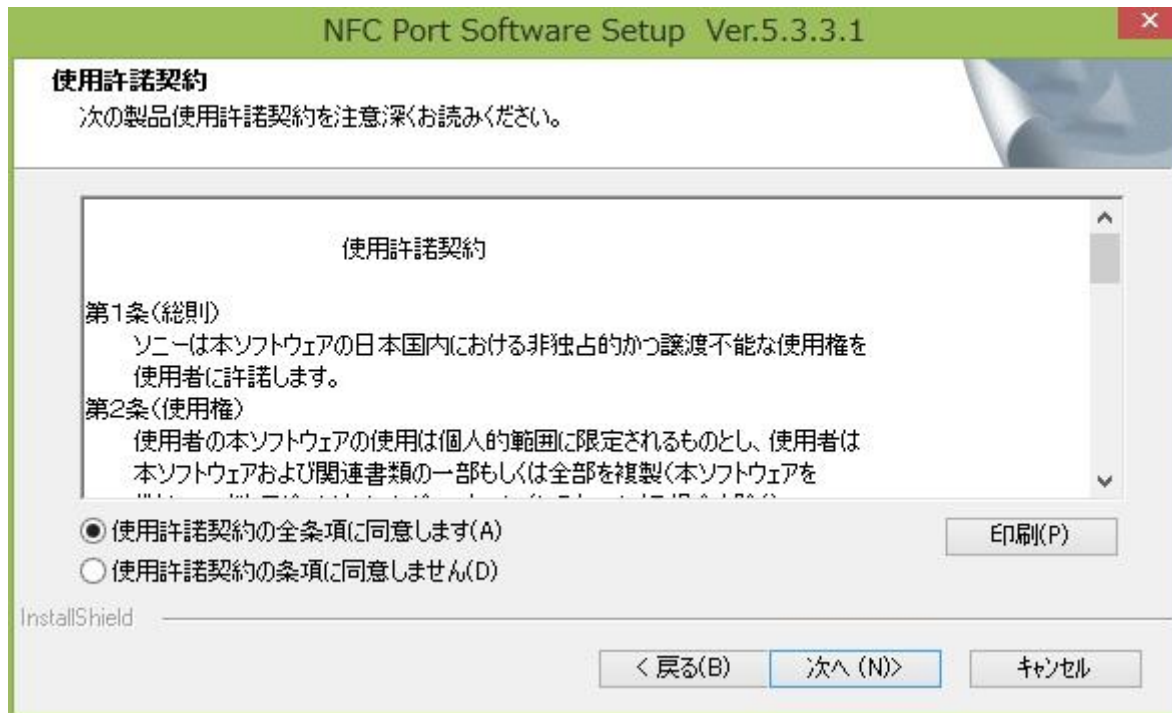 NFC Port Software Setup Ver.5.3.3.1
使用許諾契約
次の製品使用許諾契約を注意深くお読みください。
使用許諾契約
第1条(総則)
ソニーは本ソフトウェアの日本国内における非独占的かつ譲渡不能な使用権を
使用者に許諾します。
第2条(使用権)
使用者の本ソフトウェアの使用は個人的範囲に限定されるものとし、使用者は
本ソフトウェアおよび関連書類の一部もしくは全部を複製(本ソフトウェアを
使用許諾契約の全条項に同意します(A)
印刷(P)
使用許諾契約の条項に同意しません(D)
InstallShield
< 戻る(B)
次へ (N)>
キャンセル